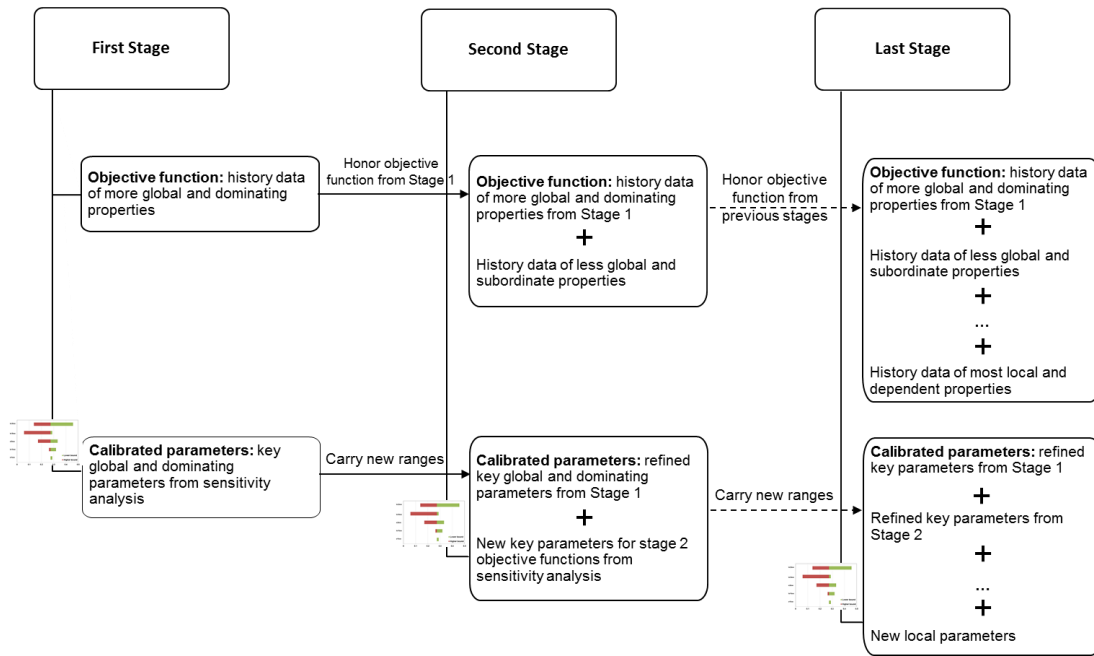 First Stage
Second Stage
Last Stage
Objective function: history data
of more global and dominating
properties
Honor objective
function from Stage 1
Objective function: history data
of more global and dominating
properties from Stage 1
+
History data of less global and
subordinate properties
Honor objective
function from
previous stages
Objective function: history data
of more global and dominating
properties from Stage 1
+
History data of less global and
subordinate properties
+
...
+
History data of most local and
dependent properties
Calibrated parameters: key
global and dominating
parameters from sensitivity
analysis
Carry new ranges
Calibrated parameters: refined
key global and dominating
parameters from Stage 1
+
New key parameters for stage 2
objective functions from
sensitivity analysis
Carry new ranges
Calibrated parameters: refined
key parameters from Stage 1
+
Refined key parameters from
Stage 2
+
...
+
New local parameters